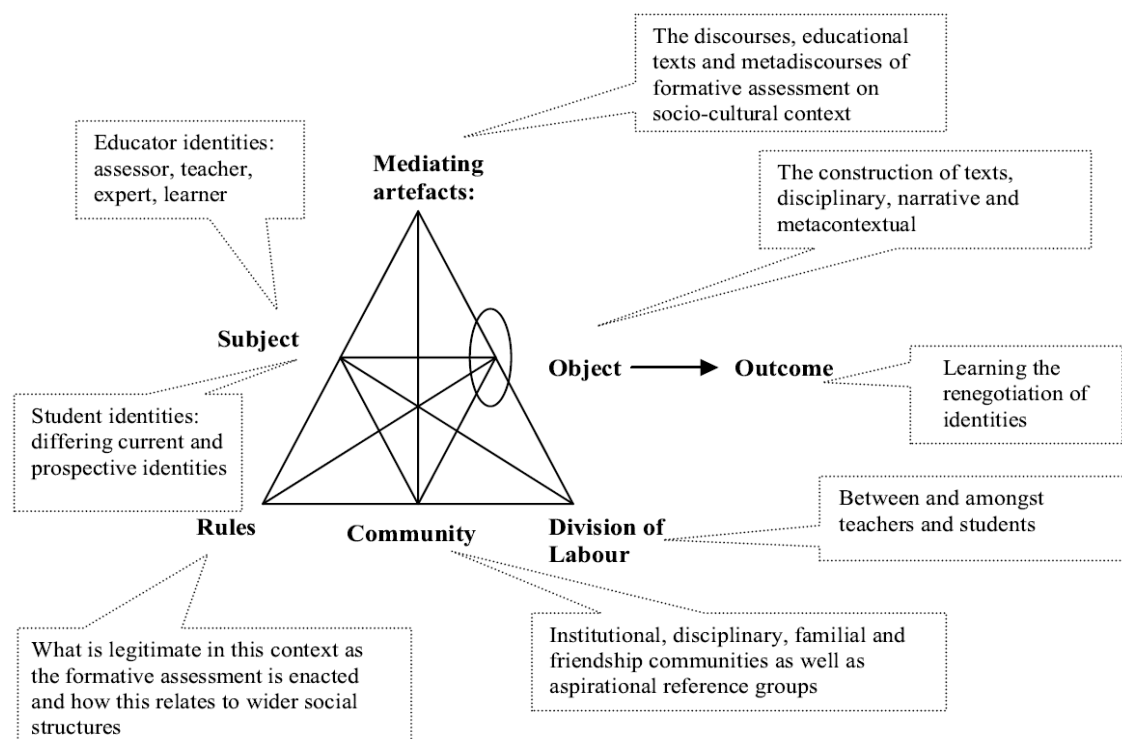 The discourses, educational
texts and metadiscourses of
formative assessment on
socio-cultural context
Educator identities:
assessor, teacher,
expert, learner
Mediating
artefacts:
The construction of texts,
disciplinary, narrative and
metacontextual
Subject
Object
Outcome
Learning the
renegotiation of
identities
Student identities:
differing current and
prospective identities
Rules
Community
Division of
Labour
Between and amongst
teachers and students
What is legitimate in this context as
the formative assessment is enacted
and how this relates to wider social
structures
Institutional, disciplinary, familial and
friendship communities as well as
aspirational reference groups